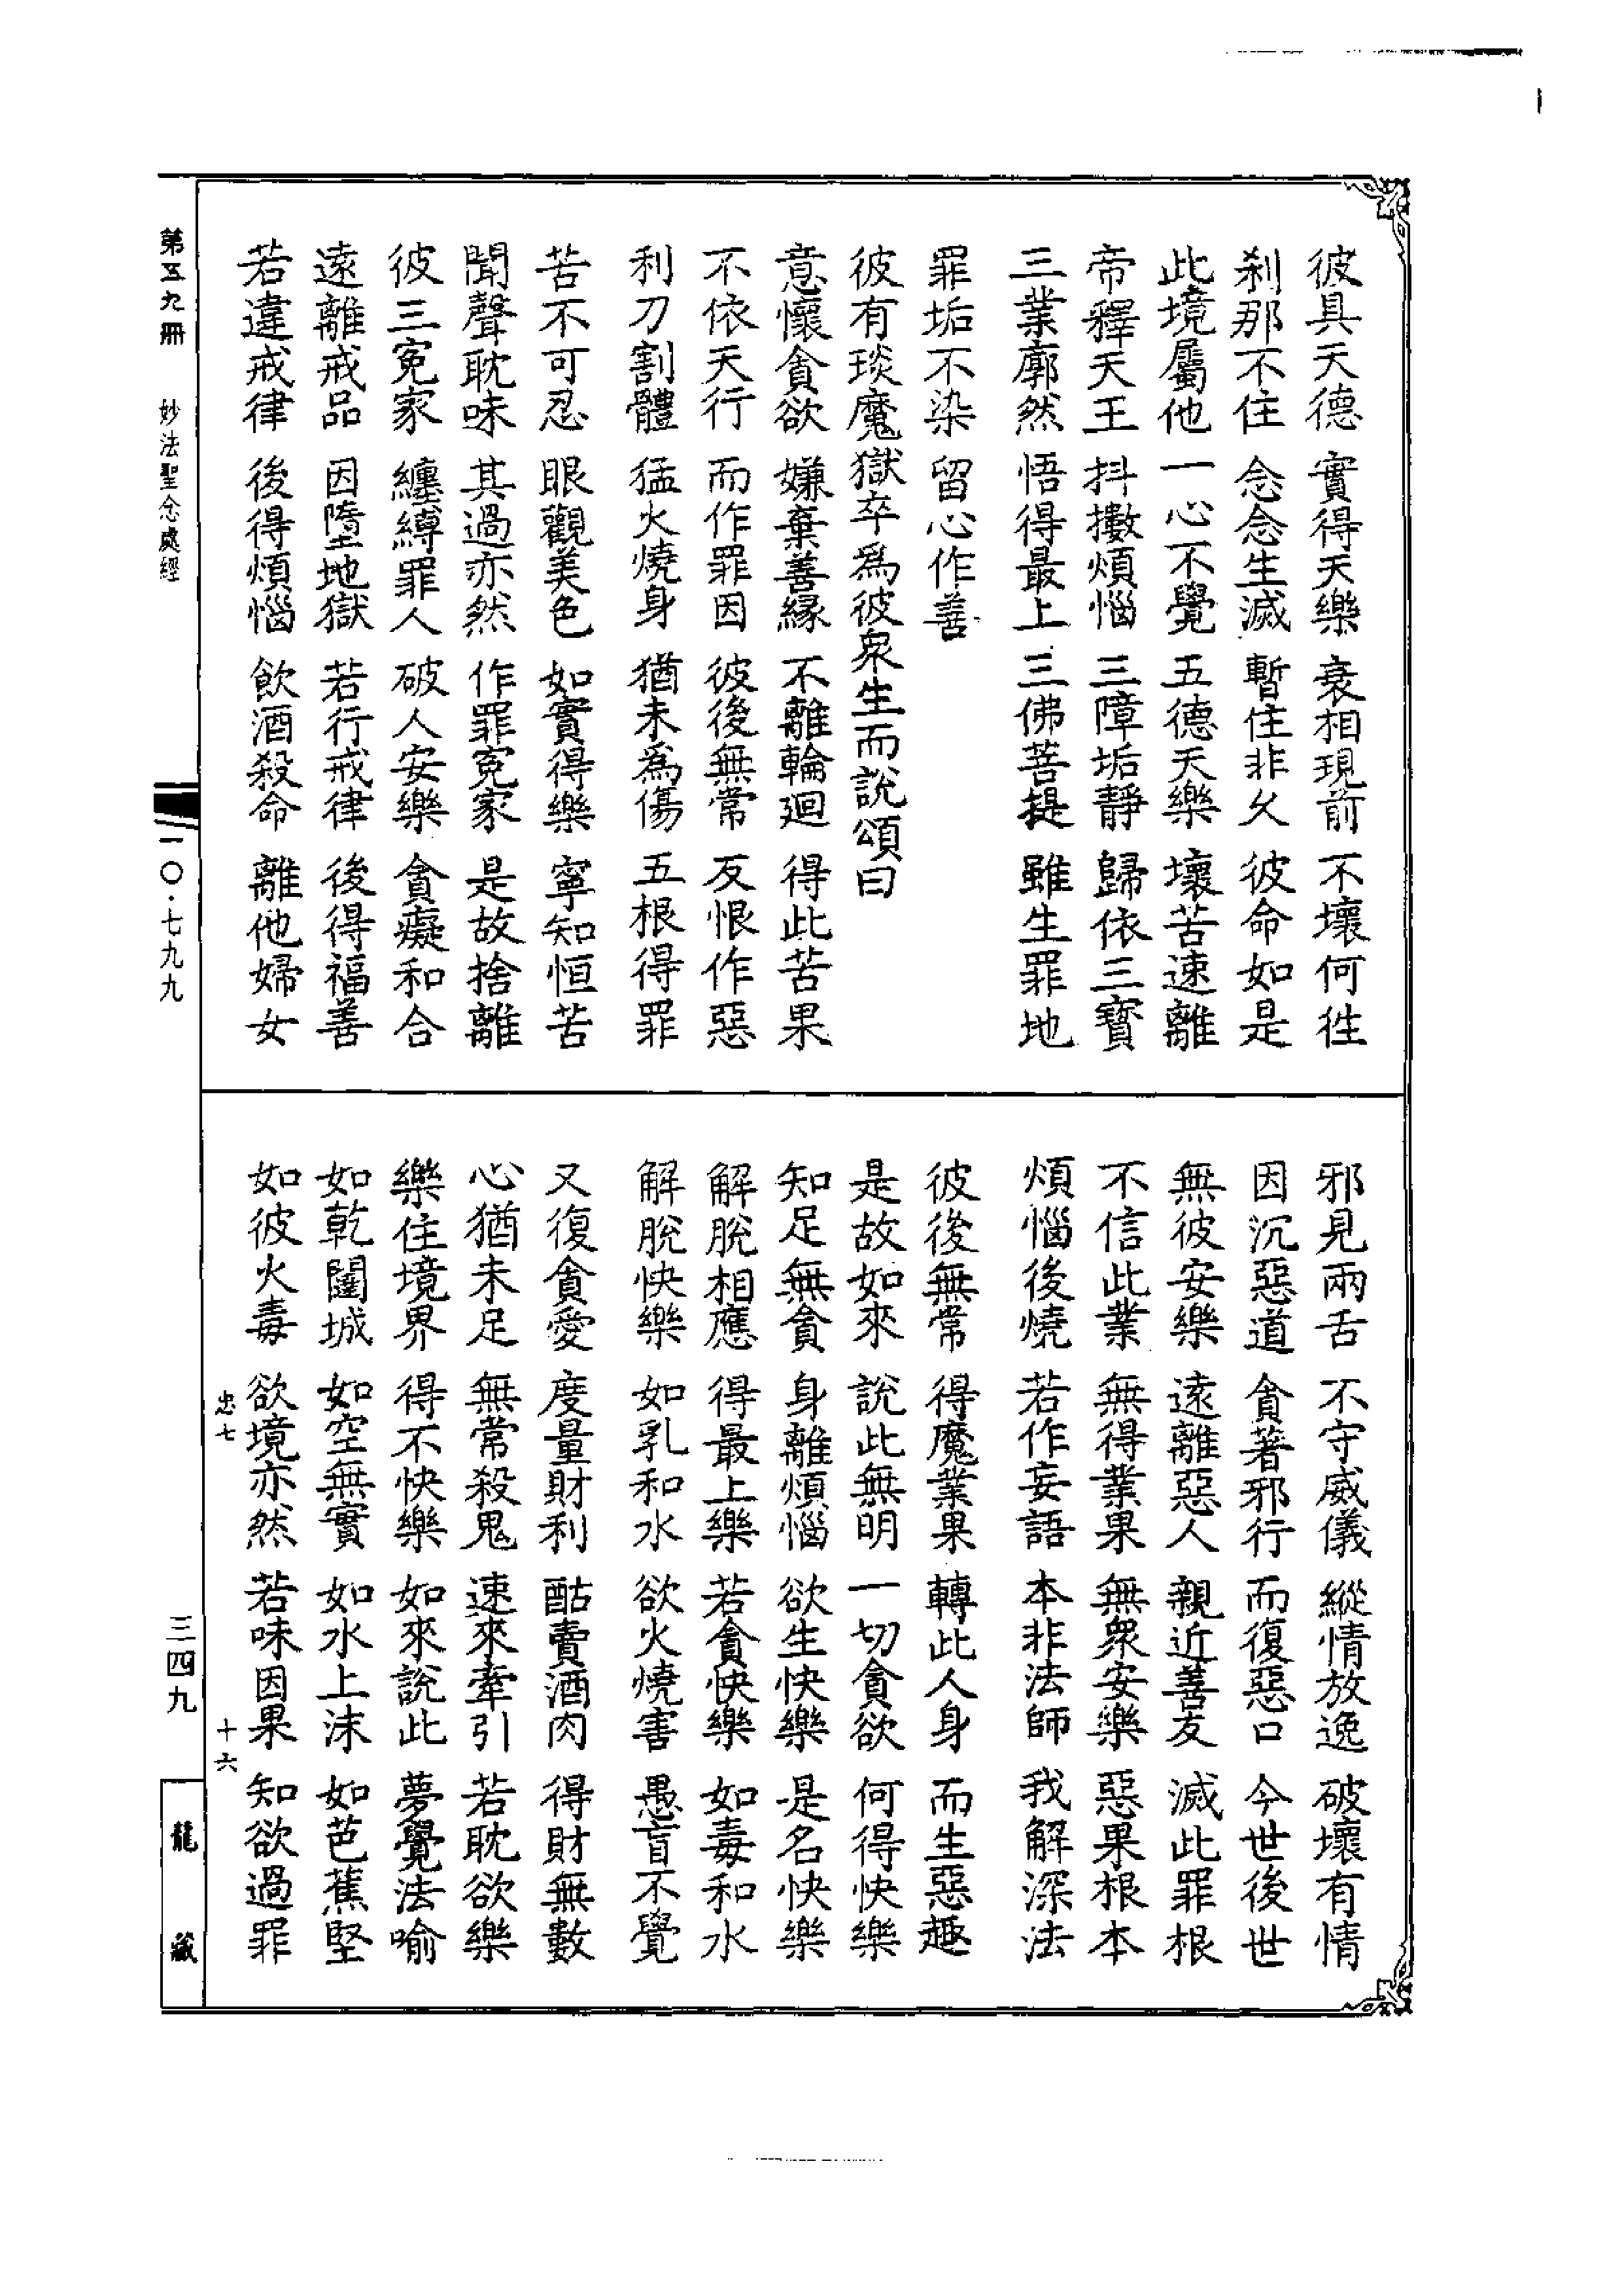 彼具天德　實得天樂　衰相現前　不壞何徃
剎那不住　念念生滅　暫住非久　彼命如是
此境屬他　一心不覺　五德天樂　壞苦速離
帝釋天王　抖擻煩惱　三障垢靜　歸依三寶
三業廓然　悟得最上　三佛菩提　雖生罪地
罪垢不染　留心作善
彼有琰魔獄卒爲彼衆生而說頌曰
意懷貪欲　嫌棄善緣　不離輪廻　得此苦果
不依天行　而作罪因　彼後無常　反恨作惡
利刀割體　猛火燒身　猶未爲傷　五根得罪
苦不可忍　眼觀美色　如實得樂　寧知恒苦
聞聲耽味　其過亦然　作罪冤家　是故捨離
彼三冤家　纏縛罪人　破人安樂　貪癡和合
遠離戒品　因墮地獄　若行戒律　後得福善
若違戒律　後得煩惱　飲酒殺命　離他婦女
邪見兩舌　不守威儀　縱情放逸　破壞有情
因沉惡道　貪著邪行　而復惡口　今世後世
無彼安樂　遠離惡人　親近善友　滅此罪根
不信此業　無得業果　無衆安樂　惡果根本
煩惱後燒　若作妄語　本非法師　我解深法
彼後無常　得魔業果　轉此人身　而生惡趣
是故如來　說此無明　一切貪欲　何得快樂
知足無貪　身離煩惱　欲生快樂　是名快樂
解脫相應　得最上樂　若貪快樂　如毒和水
解脫快樂　如乳和水　欲火燒害　愚盲不覺
又復貪愛　度量財利　酤賣酒肉　得財無數
心猶未足　無常殺鬼　速來牽引　若耽欲樂
樂住境界　得不快樂　如來說此　夢覺法喻
如乾闥城　如空無實　如水上沫　如芭蕉堅
如彼火毒　欲境亦然　若味因果　知欲過罪
忠七　十六
第五九冊　妙法聖念處經　一〇·七九九
三四九　龍藏